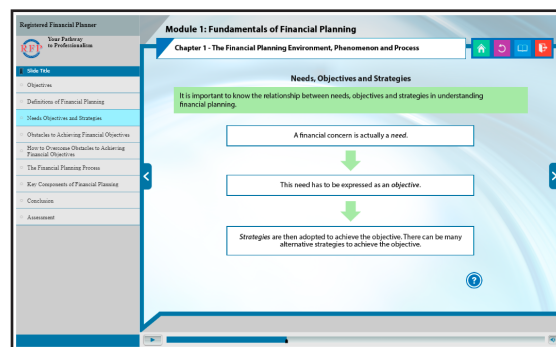 Registered Financial Planner
RFP
Your Pathway
to Professionalism
Slide Title
Objectives
Definitions of Financial Planning
Needs Objectives and Strategies
Obstacles to Achieving Financial Objectives
How to Overcome Obstacles to Achieving
Financial Objectives
The Financial Planning Process
Key Components of Financial Planning
Conclusion
Assessment
Module 1: Fundamentals of Financial Planning
Chapter 1 - The Financial Planning Environment, Phenomenon and Process
Needs, Objectives and Strategies
It is important to know the relationship between needs, objectives and strategies in understanding
financial planning.
A financial concern is actually a need.
This need has to be expressed as an objective.
Strategies are then adopted to achieve the objective. There can be many
alternative strategies to achieve the objective.
?